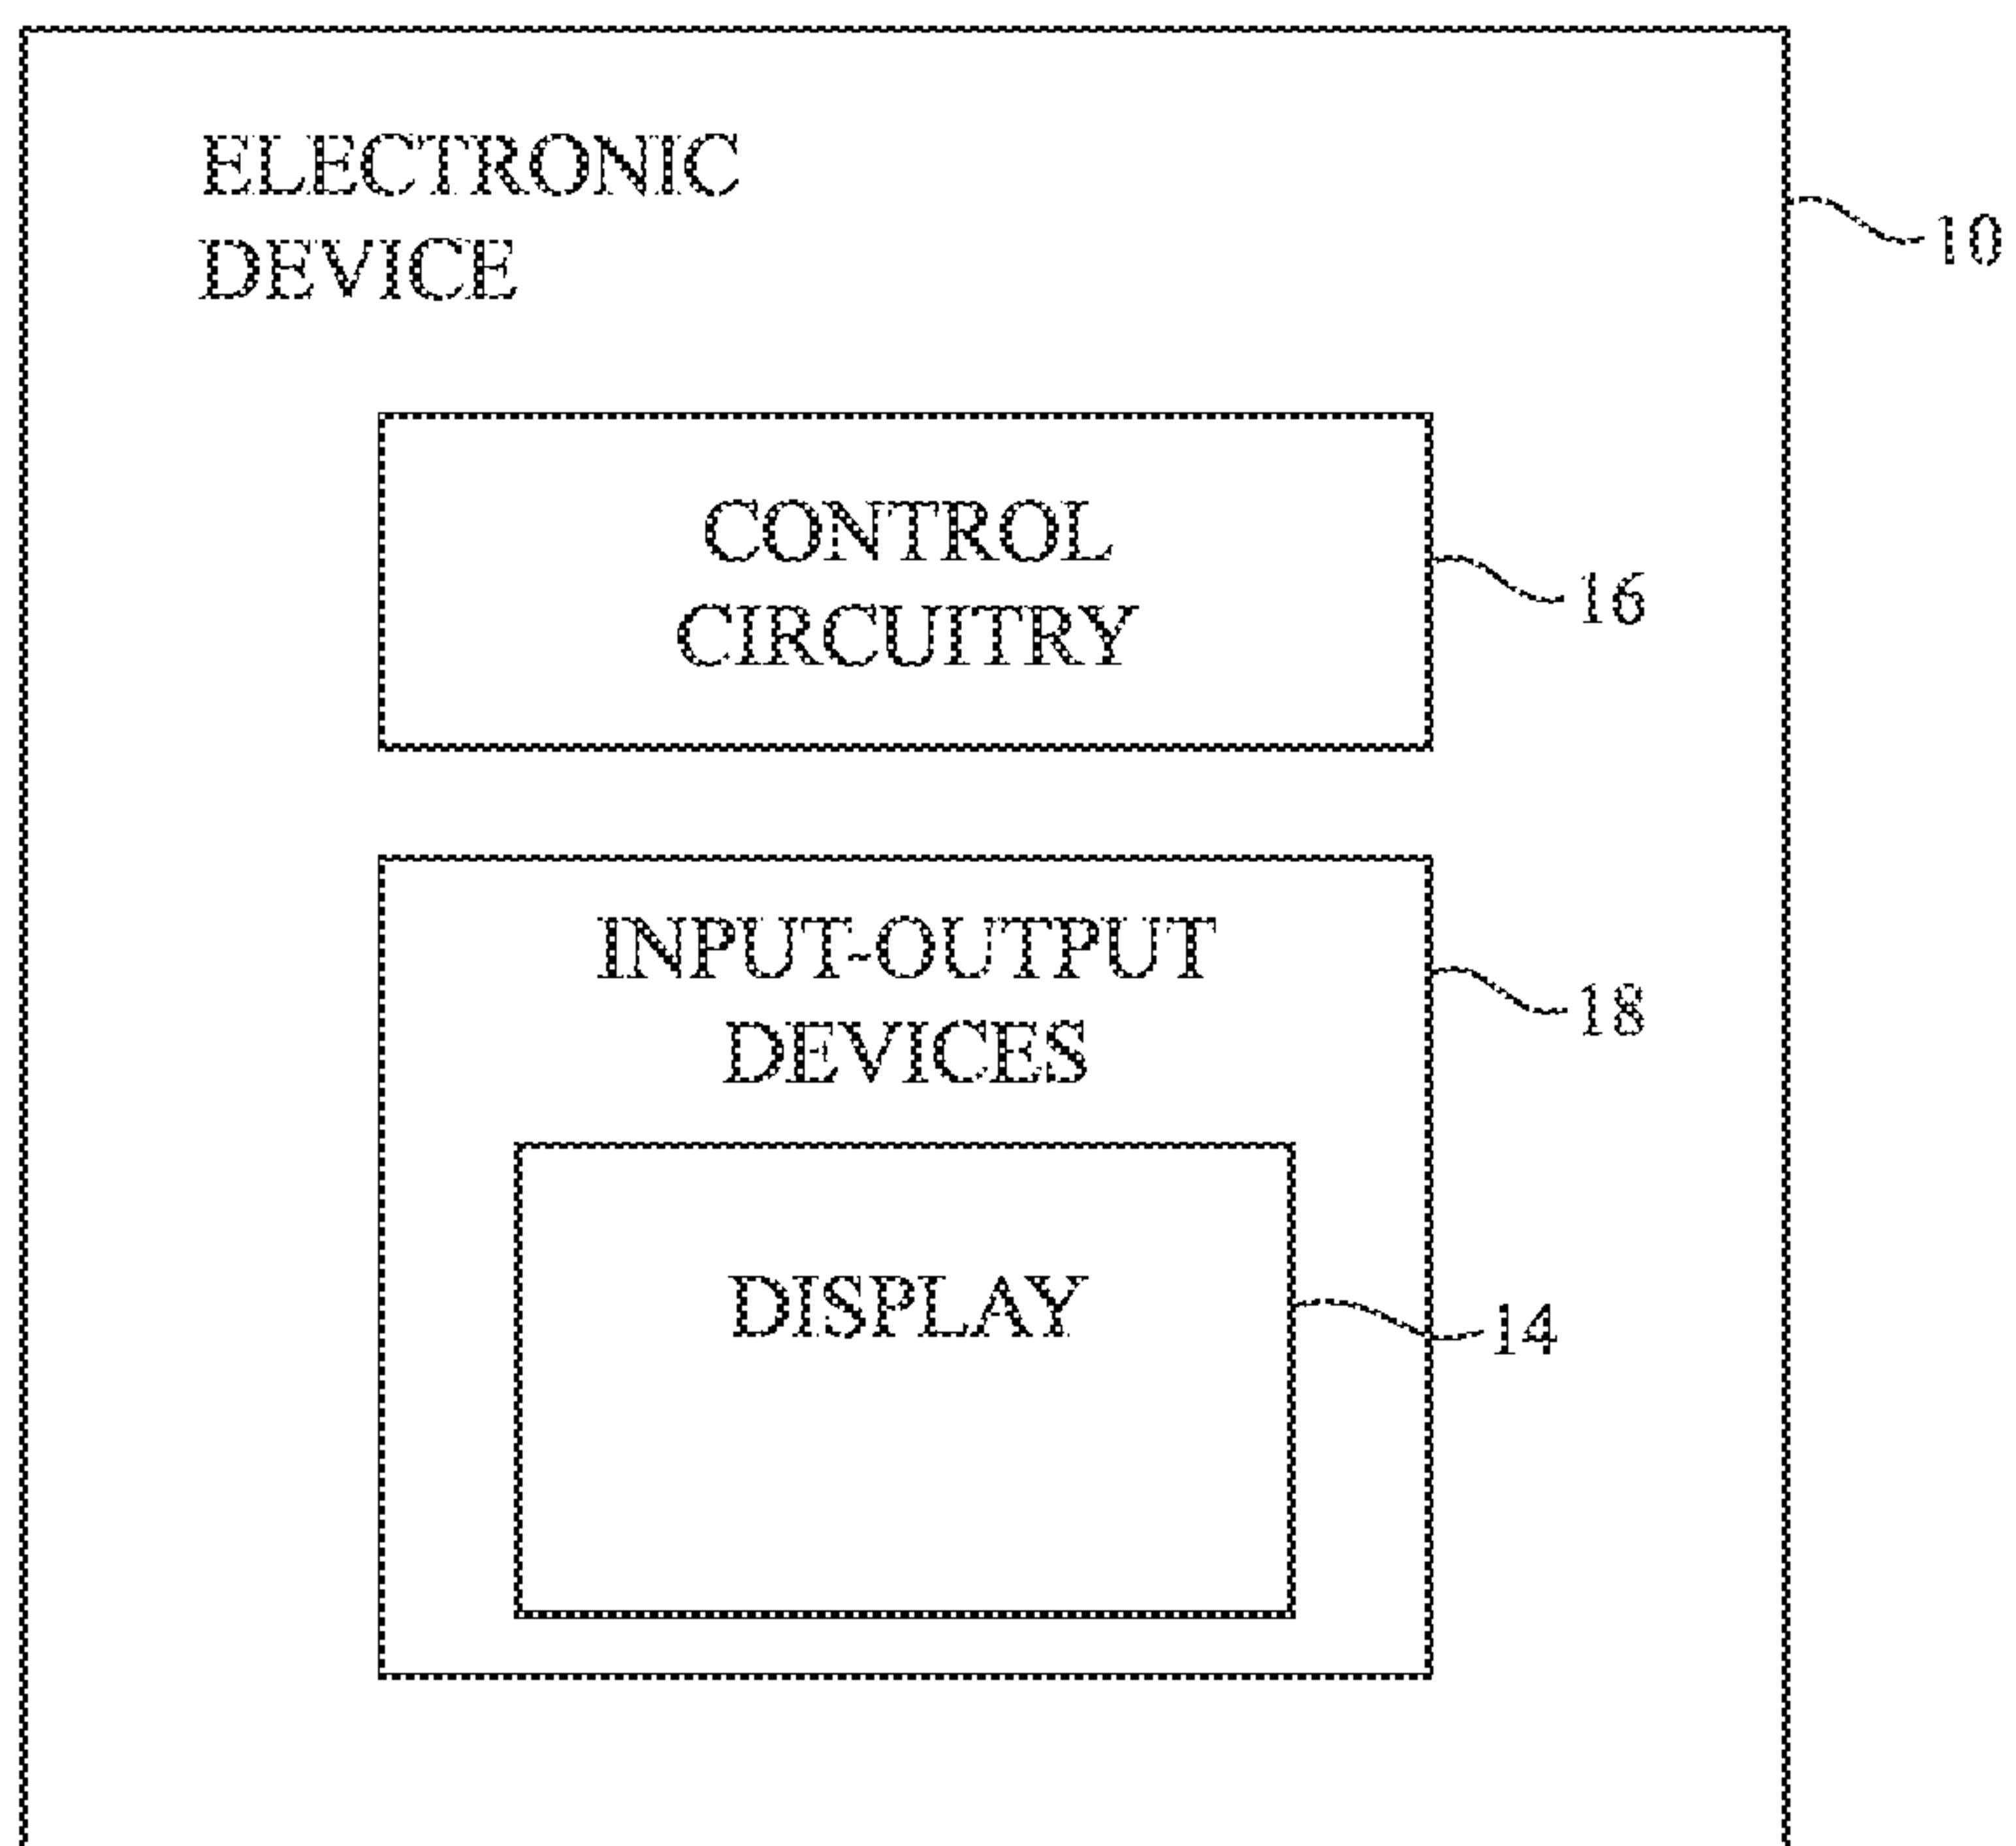 ELECTRONIC
DEVICE
10
CONTROL
CIRCUITRY
16
INPUT-OUTPUT
DEVICES
18
DISPLAY
14